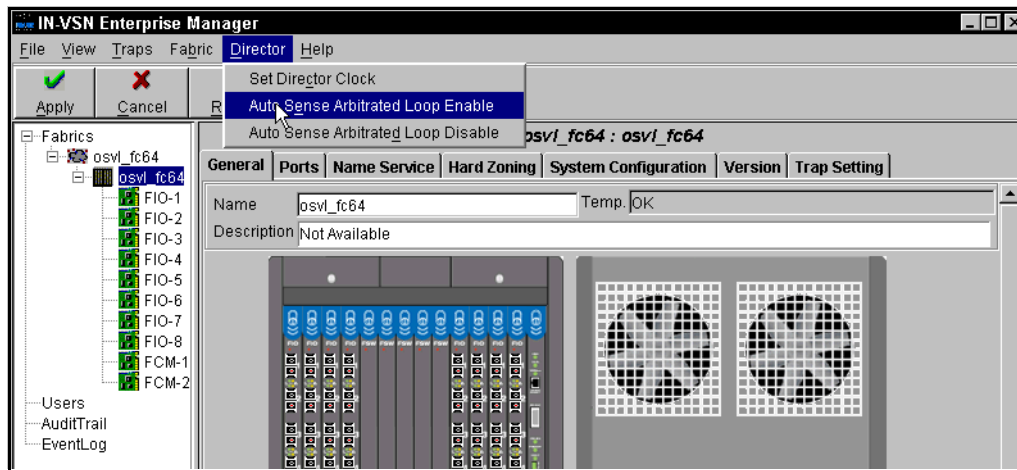 IN-VSN Enterprise Manager
File View Traps Fabric Director Help
Set Director Clock
Apply Cancel R
Auto Sense Arbitrated Loop Enable
Auto Sense Arbitrated Loop Disable
Fabrics
osvl_fc64 : osvl_fc64
osvl_fc64
General Ports Name Service Hard Zoning System Configuration Version Trap Setting
osvl_fc64
FIO-1
Name osvl_fc64 Temp. OK
FIO-2
Description Not Available
FIO-3
FIO-4
FIO-5
FIO-6
FIO-7
FIO-8
FCM-1
FCM-2
Users
AuditTrail
EventLog